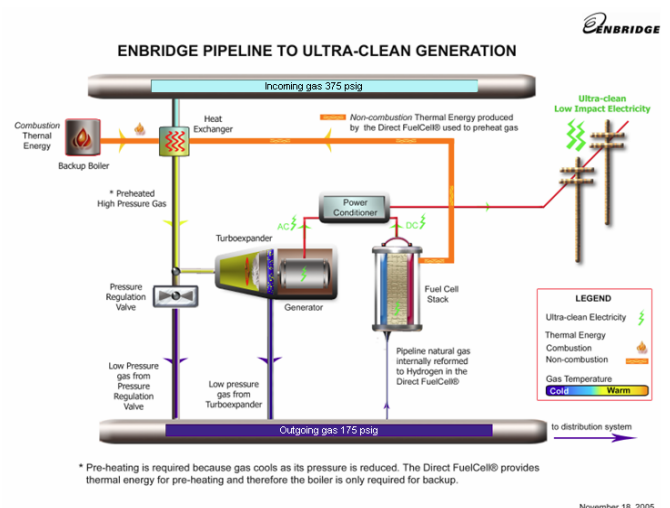 ENBRIDGE
ENBRIDGE PIPELINE TO ULTRA-CLEAN GENERATION
Incoming gas 375 psig
Ultra-clean
Low Impact Electricity
Combustion
Thermal
Energy
Backup Boiler
Heat
Exchanger
Non-combustion Thermal Energy produced
by the Direct FuelCell® used to preheat gas
* Preheated
High Pressure Gas
Power
Conditioner
AC
DC
Turboexpander
Generator
Fuel Cell
Stack
Pressure
Regulation
Valve
LEGEND
Ultra-clean Electricity
Thermal Energy
Combustion
Non-combustion
Gas Temperature
Cold Warm
Low Pressure
gas from
Pressure
Regulation
Valve
Low pressure
gas from
Turboexpander
Pipeline natural gas
internally reformed
to Hydrogen in the
Direct FuelCell®
Outgoing gas 175 psig
to distribution system
* Pre-heating is required because gas cools as its pressure is reduced. The Direct FuelCell® provides
thermal energy for pre-heating and therefore the boiler is only required for backup.
November 18, 2005